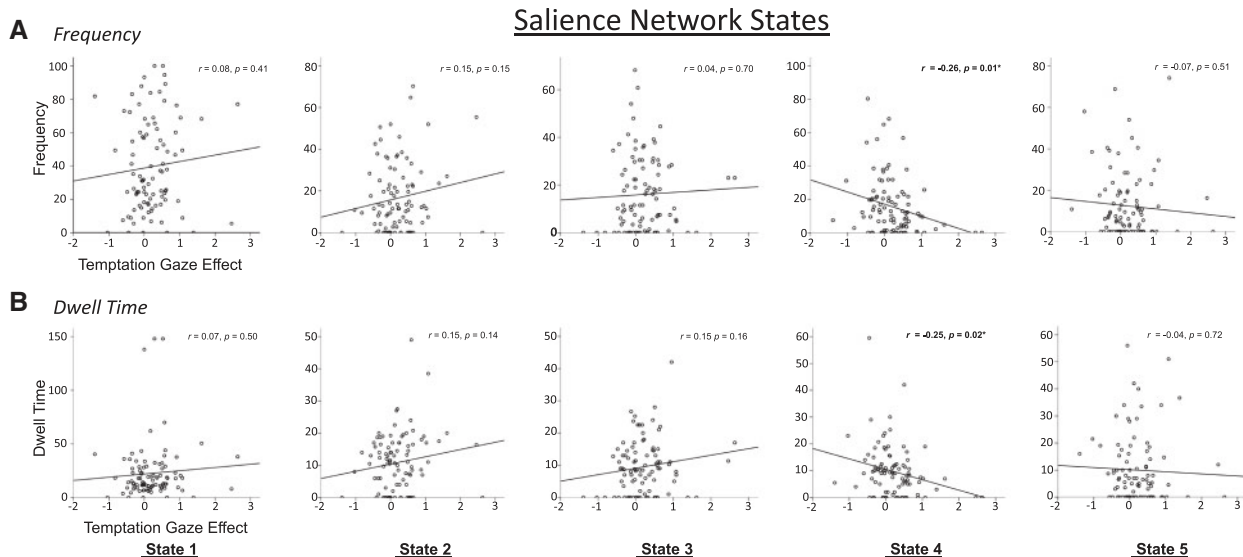 Salience Network States
A Frequency
r = 0.08, p = 0.41
r = 0.15, p = 0.15
r = 0.04, p = 0.70
r = -0.26, p = 0.01*
r = -0.07, p = 0.51
Frequency
100
80
60
40
20
0
-2 -1 0 1 2 3
80
60
40
20
0
-2 -1 0 1 2 3
60
40
20
0
-2 -1 0 1 2 3
100
80
60
40
20
0
-2 -1 0 1 2 3
80
60
40
20
0
-2 -1 0 1 2 3
Temptation Gaze Effect
B Dwell Time
r = 0.07, p = 0.50
r = 0.15, p = 0.14
r = 0.15 p = 0.16
r = -0.25, p = 0.02*
r = -0.04, p = 0.72
Dwell Time
150
100
50
0
-2 -1 0 1 2 3
50
40
30
20
10
0
-2 -1 0 1 2 3
50
40
30
20
10
0
-2 -1 0 1 2 3
60
50
40
30
20
10
0
-2 -1 0 1 2 3
60
50
40
30
20
10
0
-2 -1 0 1 2 3
Temptation Gaze Effect
State 1 State 2 State 3 State 4 State 5